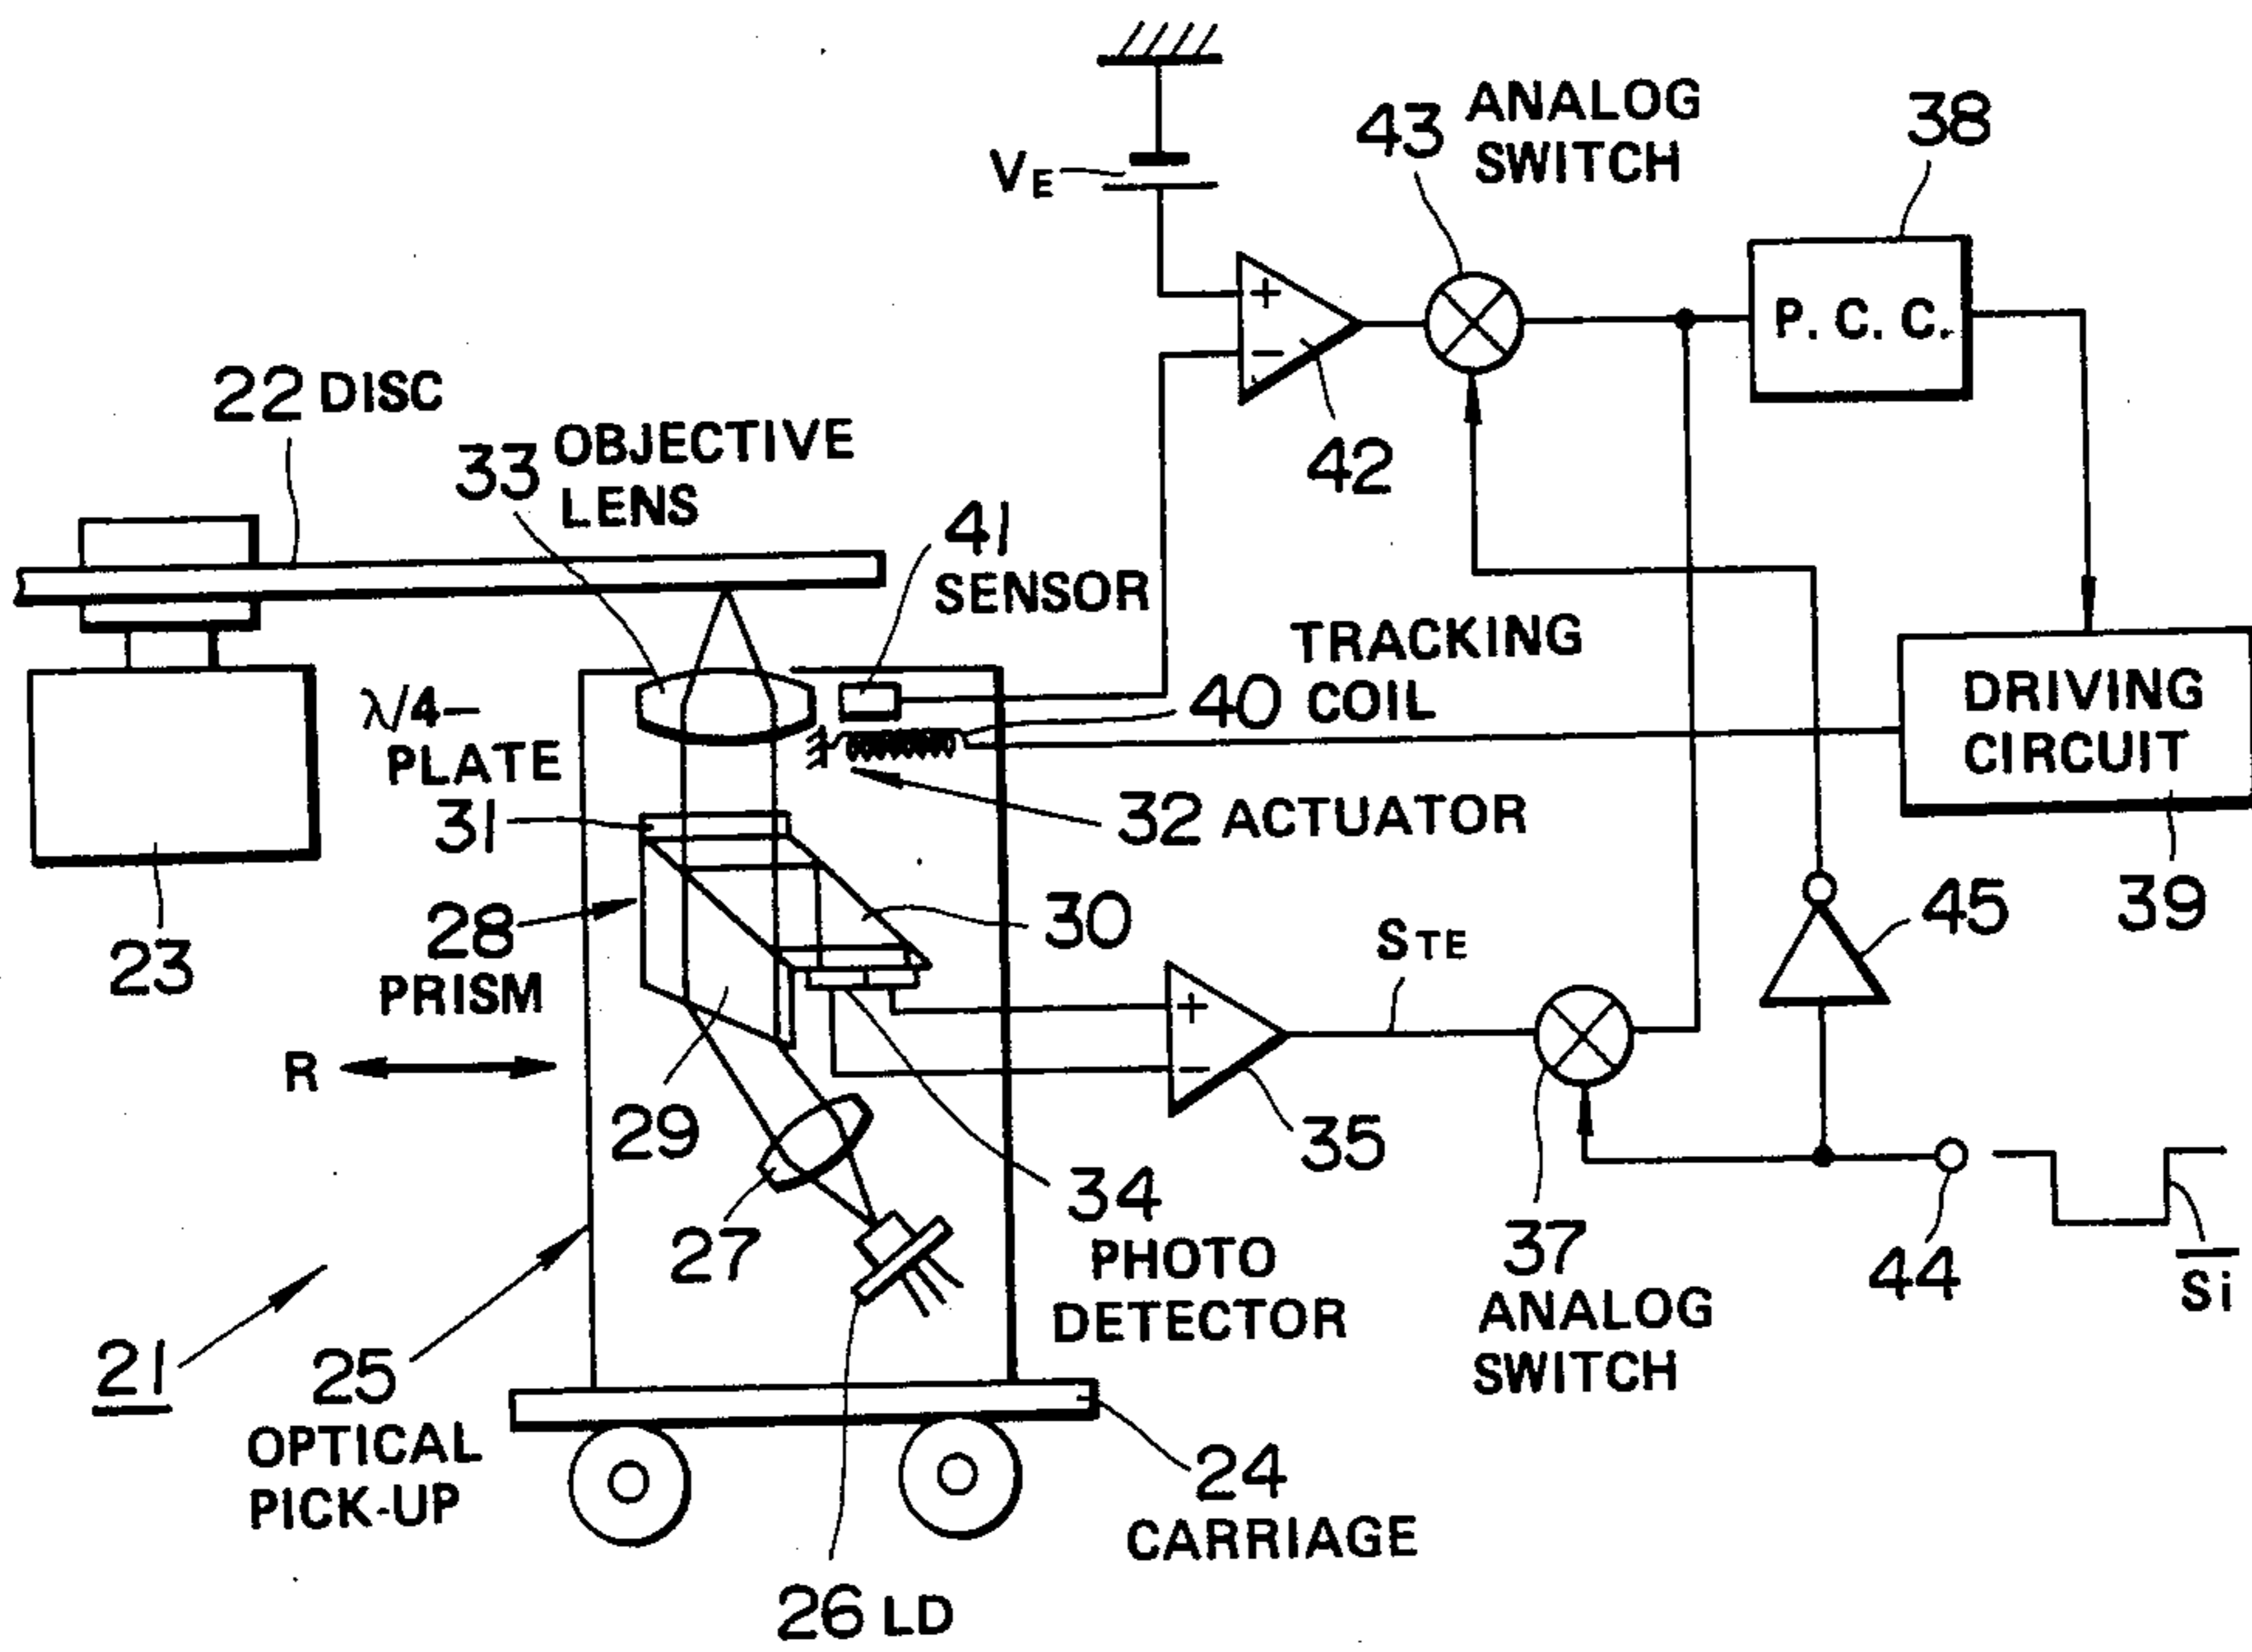 VE
43 ANALOG
SWITCH
38
+
−
P. C. C.
42
22 DISC
33 OBJECTIVE
LENS
41
SENSOR
TRACKING
40 COIL
DRIVING
CIRCUIT
λ/4–
PLATE
31
32 ACTUATOR
23
28
PRISM
30
STE
45
39
R
+
−
29
35
34
PHOTO
DETECTOR
27
37
ANALOG
SWITCH
44
S̅i̅
21
25
OPTICAL
PICK-UP
24
CARRIAGE
26 LD